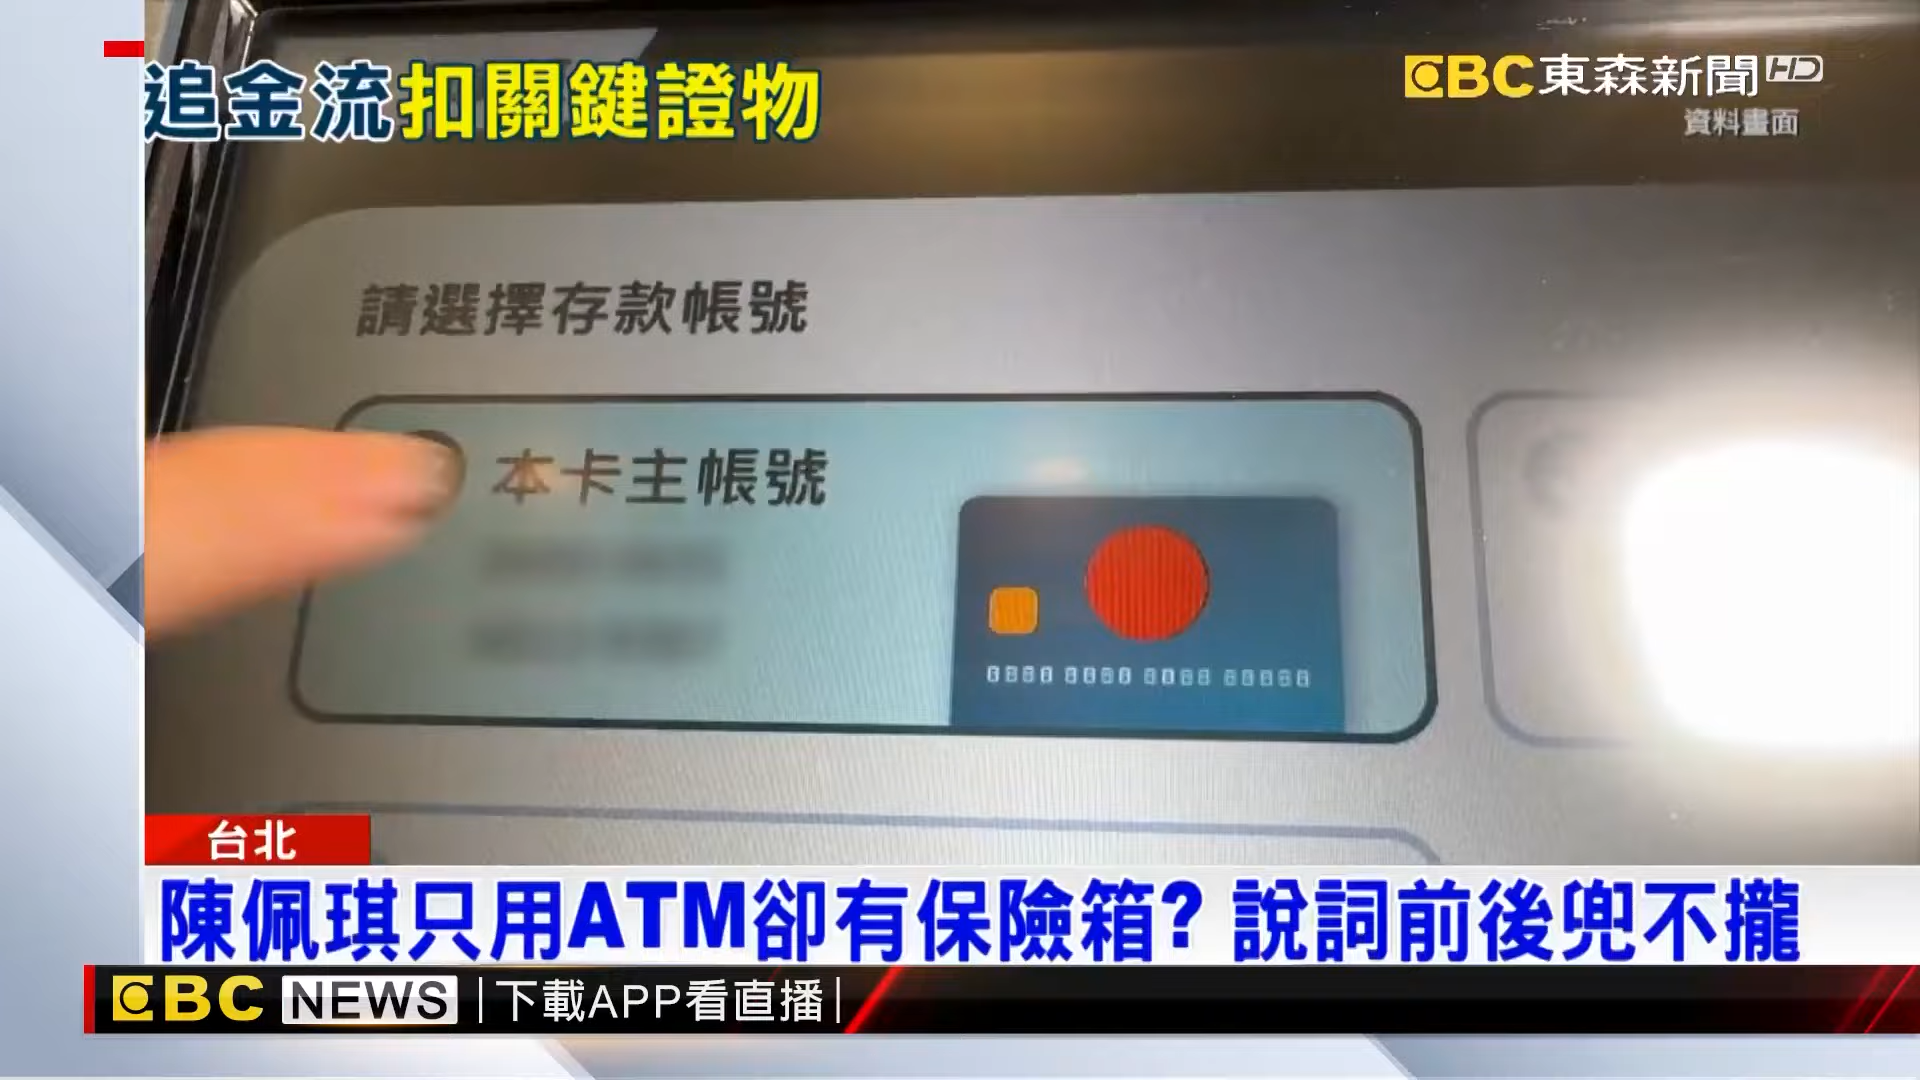 追金流扣關鍵證物
EBC東森新聞HD
資料畫面
請選擇存款帳號
本卡主帳號
台北
陳佩琪只用ATM卻有保險箱? 說詞前後兜不攏
EBC NEWS 下載APP看直播